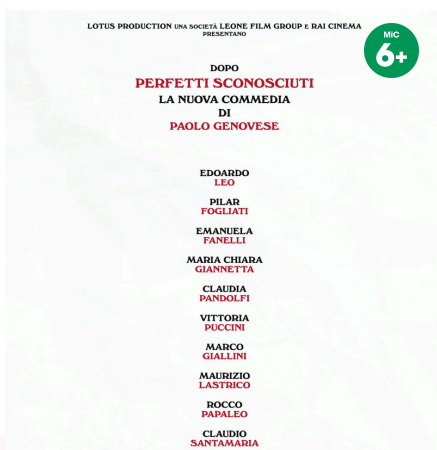 LOTUS PRODUCTION UNA SOCIETÀ LEONE FILM GROUP E RAI CINEMA
PRESENTANO
MiC
6+
DOPO
PERFETTI SCONOSCIUTI
LA NUOVA COMMEDIA
DI
PAOLO GENOVESE
EDOARDO
LEO
PILAR
FOGLIATI
EMANUELA
FANELLI
MARIA CHIARA
GIANNETTA
CLAUDIA
PANDOLFI
VITTORIA
PUCCINI
MARCO
GIALLINI
MAURIZIO
LASTRICO
ROCCO
PAPALEO
CLAUDIO
SANTAMARIA